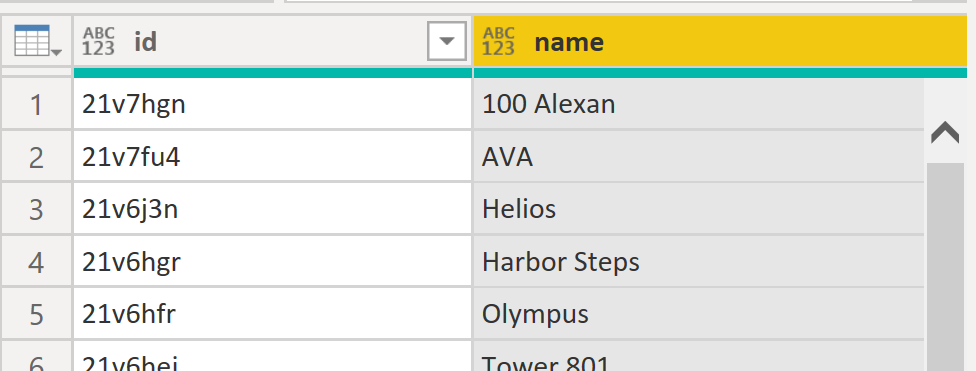 ABC 123 id ABC 123 name
1 21v7hgn 100 Alexan
2 21v7fu4 AVA
3 21v6j3n Helios
4 21v6hgr Harbor Steps
5 21v6hfr Olympus
6 Tower 801